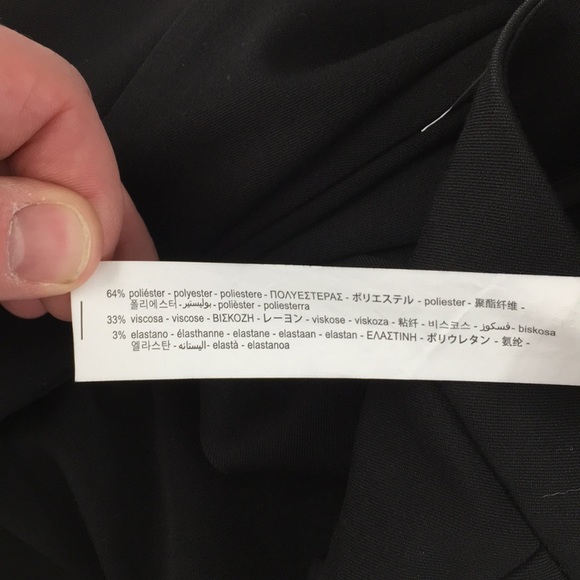 64% poliéster - polyester - poliestere - ΠΟΛΥΕΣΤΕΡΑΣ - ポリエステル - poliester - 聚酯纤维 -
폴리에스터 - بوليستير - polièster - poliesterra
33% viscosa - viscose - ΒΙΣΚΟΖΗ - レーヨン - viskose - viskoza - 粘纤 - 비스코스 - فسكوز - biskosa
3% elastano - élasthanne - elastane - elastaan - elastan - ΕΛΑΣΤΙΝΗ - ポリウレタン - 氨纶 -
엘라스탄 - اليستانه - elastà - elastanoa